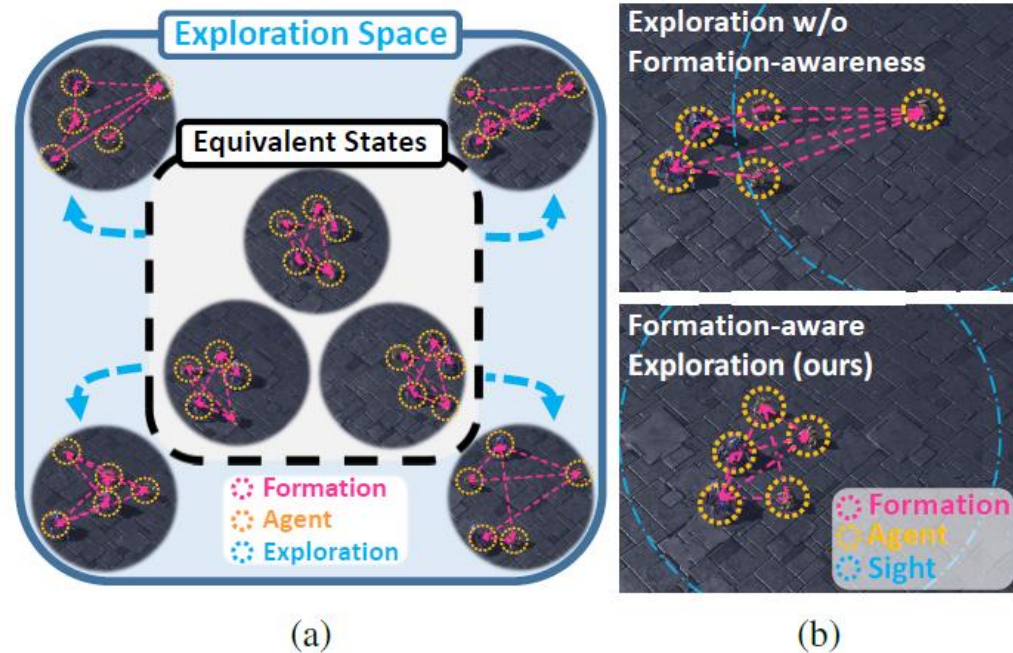 Exploration Space
Equivalent States
Formation
Agent
Exploration
(a)
Exploration w/o
Formation-awareness
Formation-aware
Exploration (ours)
Formation
Agent
Sight
(b)